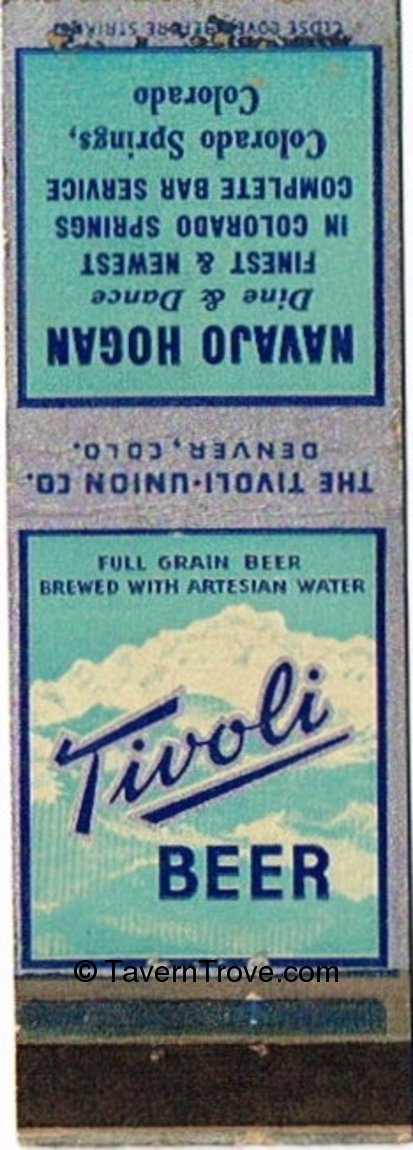 CLOSE COVER BEFORE STRIKING
NAVAJO HOGAN
Dine & Dance
FINEST & NEWEST
IN COLORADO SPRINGS
COMPLETE BAR SERVICE
Colorado Springs,
Colorado
THE TIVOLI-UNION CO.
DENVER, COLO.
FULL GRAIN BEER
BREWED WITH ARTESIAN WATER
Tivoli
BEER
© TavernTrove.com